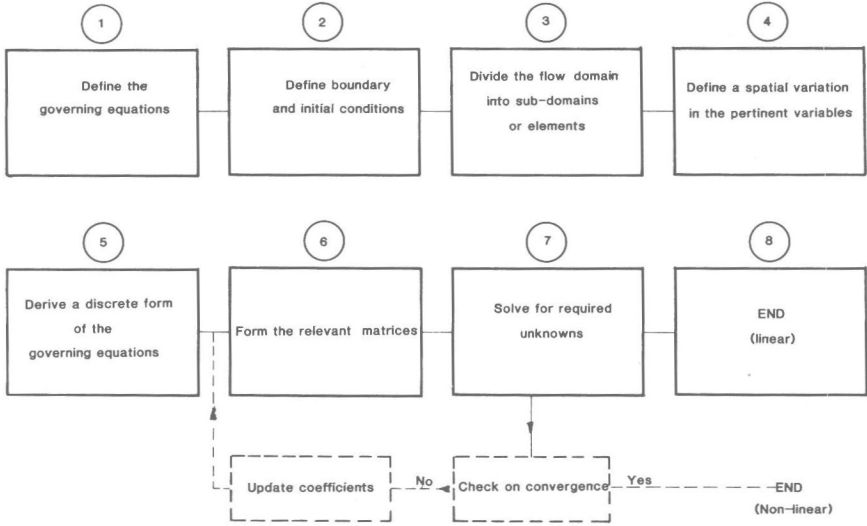 1
2
3
4
Define the
governing equations
Define boundary
and initial conditions
Divide the flow domain
into sub-domains
or elements
Define a spatial variation
in the pertinent variables
5
6
7
8
Derive a discrete form
of the
governing equations
Form the relevant matrices
Solve for required
unknowns
END
(linear)
Update coefficients
No
Check on convergence
Yes
END
(Non-linear)